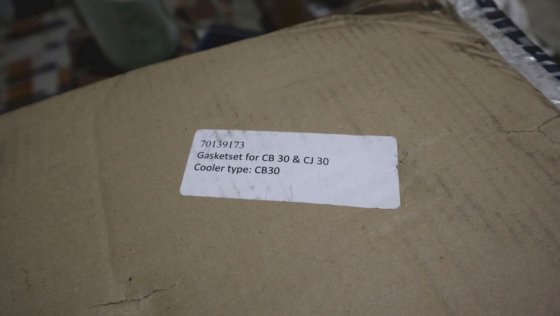 70139173
Gasketset for CB 30 & CJ 30
Cooler type: CB30